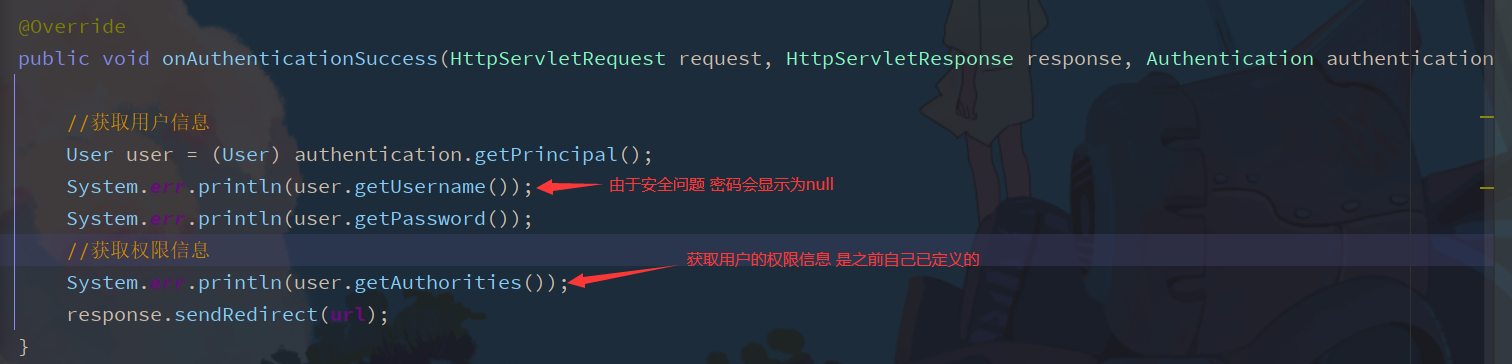 @Override
public void onAuthenticationSuccess(HttpServletRequest request, HttpServletResponse response, Authentication authentication
//获取用户信息
User user = (User) authentication.getPrincipal();
System.err.println(user.getUsername()); 由于安全问题 密码会显示为null
System.err.println(user.getPassword());
//获取权限信息
System.err.println(user.getAuthorities()); 获取用户的权限信息 是之前自己已定义的
response.sendRedirect(url);
}